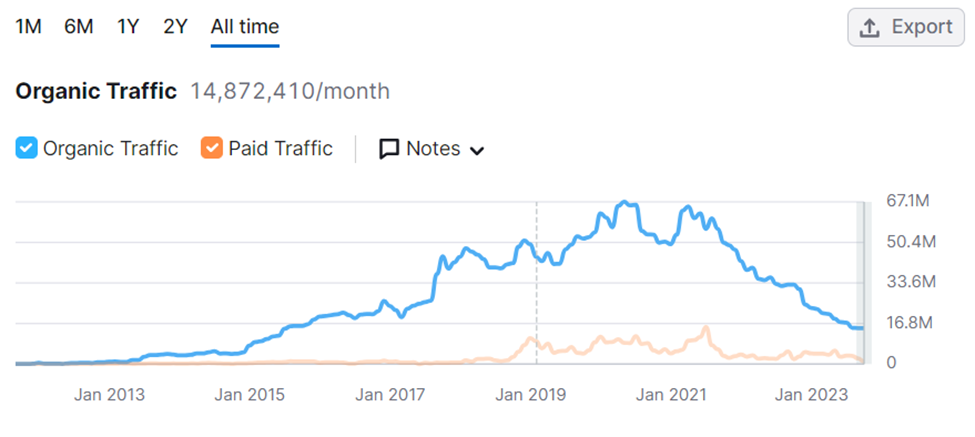 1M 6M 1Y 2Y All time Export
Organic Traffic 14,872,410/month
Organic Traffic Paid Traffic Notes
67.1M
50.4M
33.6M
16.8M
0
Jan 2013 Jan 2015 Jan 2017 Jan 2019 Jan 2021 Jan 2023